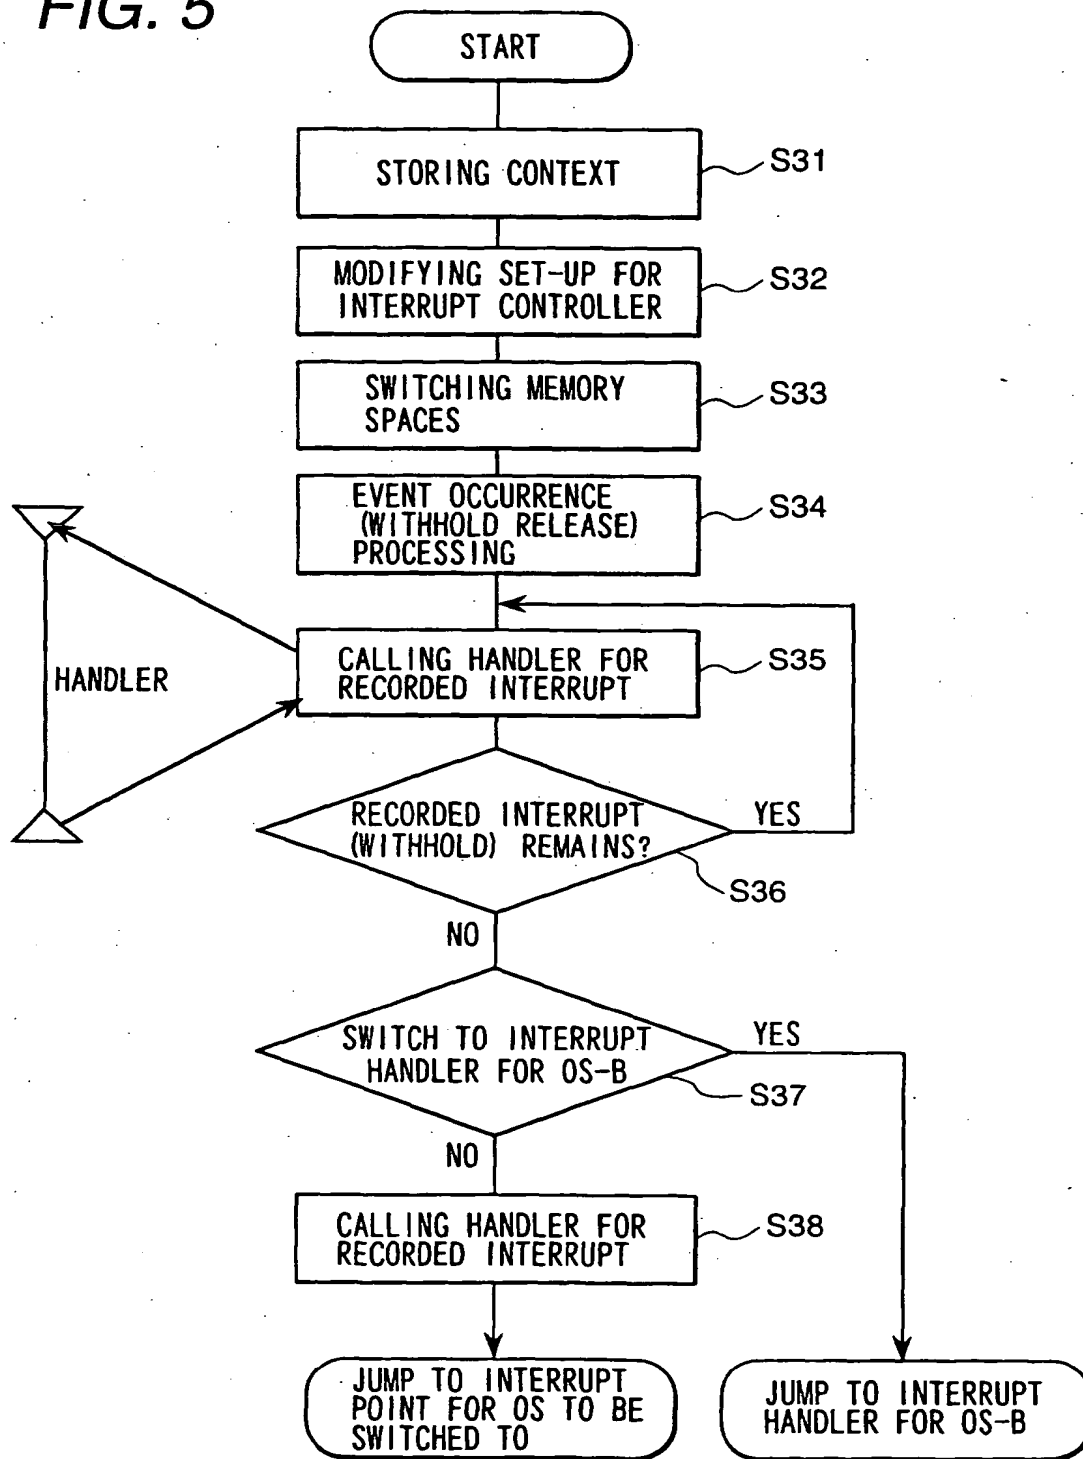 FIG. 5
START
STORING CONTEXT
S31
MODIFYING SET-UP FOR
INTERRUPT CONTROLLER
S32
SWITCHING MEMORY
SPACES
S33
EVENT OCCURRENCE
(WITHHOLD RELEASE)
PROCESSING
S34
HANDLER
CALLING HANDLER FOR
RECORDED INTERRUPT
S35
RECORDED INTERRUPT
(WITHHOLD) REMAINS?
YES
S36
NO
SWITCH TO INTERRUPT
HANDLER FOR OS-B
YES
S37
NO
CALLING HANDLER FOR
RECORDED INTERRUPT
S38
JUMP TO INTERRUPT
POINT FOR OS TO BE
SWITCHED TO
JUMP TO INTERRUPT
HANDLER FOR OS-B